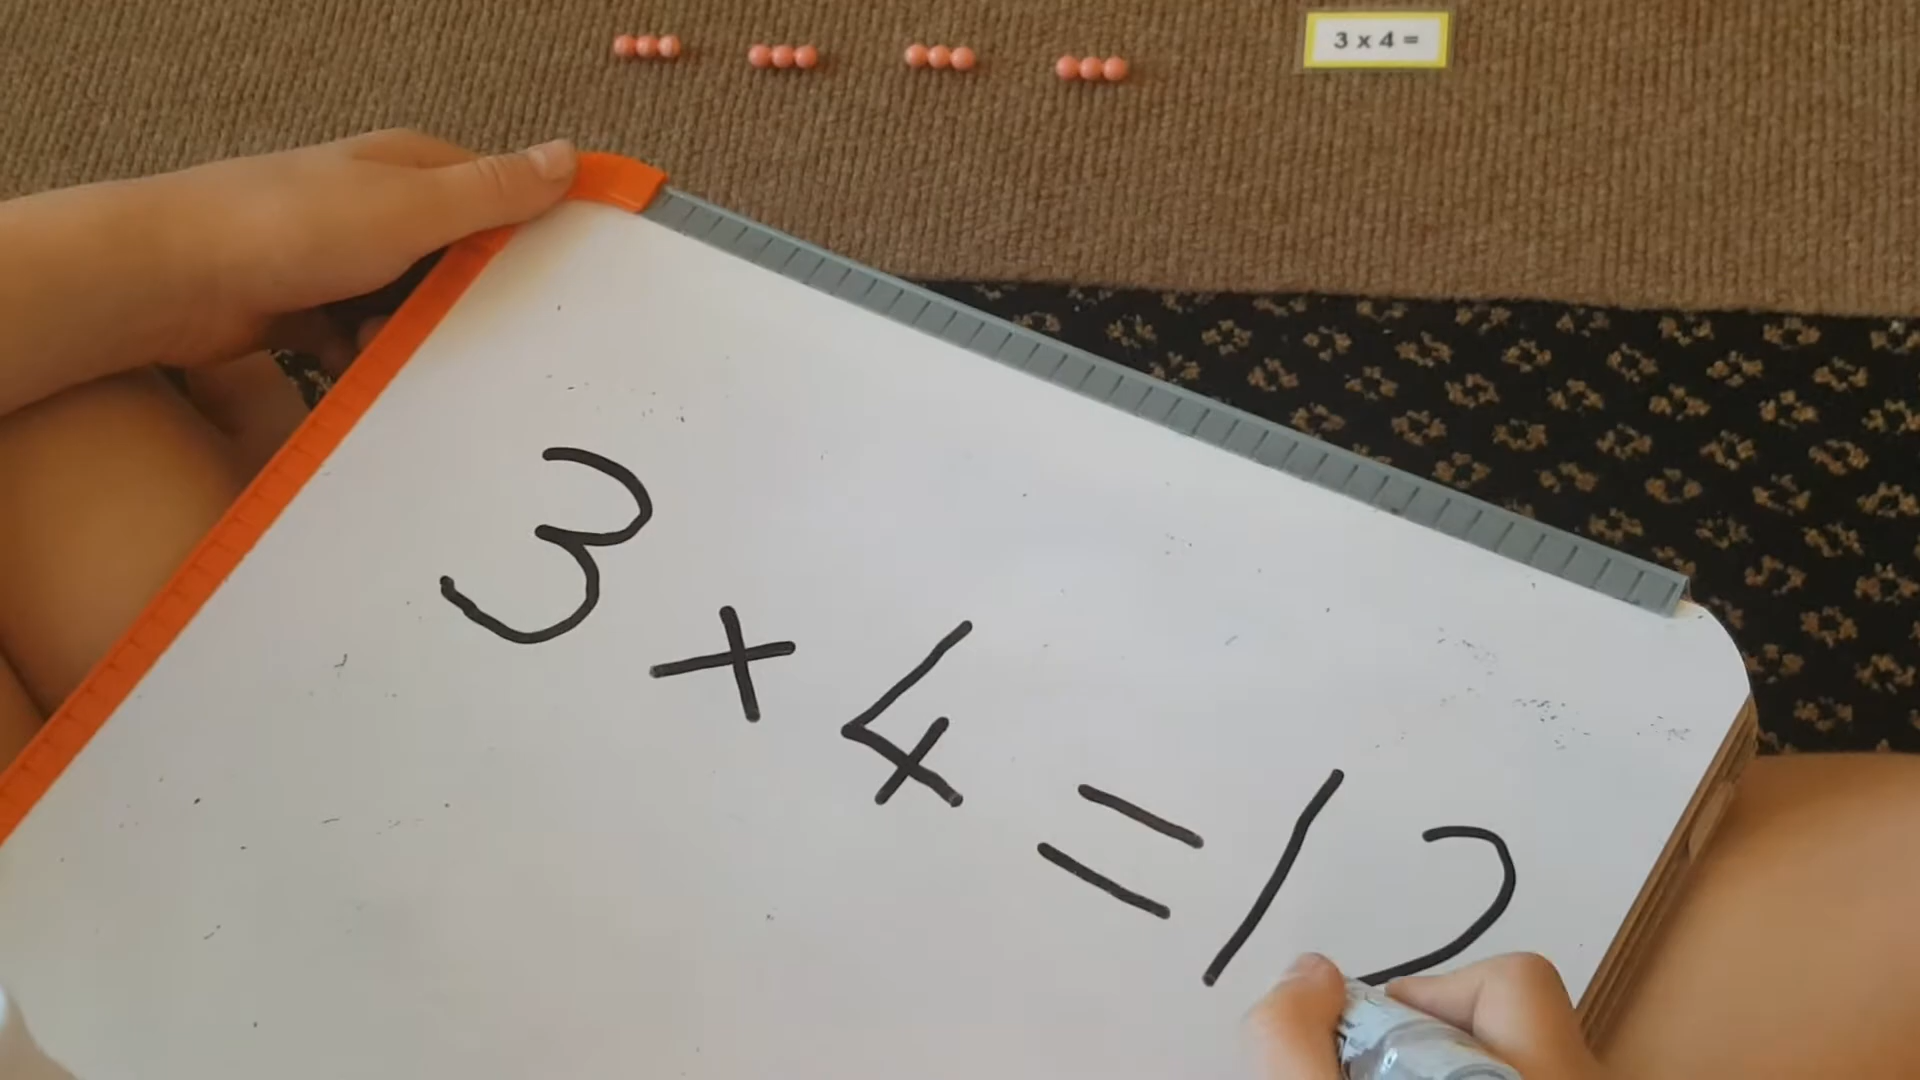 3 x 4 =
3 × 4 = 12